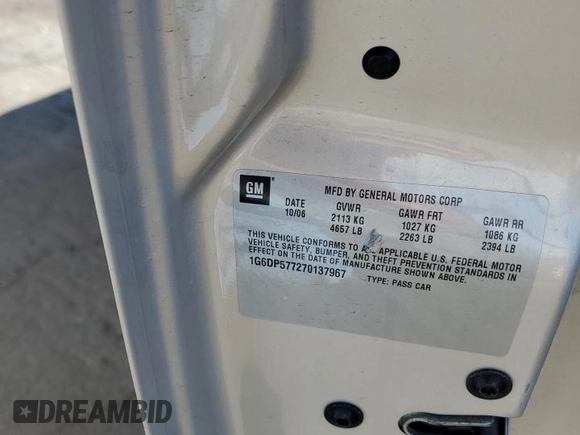 GM
MFD BY GENERAL MOTORS CORP
DATE GVWR GAWR FRT GAWR RR
10/06 2113 KG 1027 KG 1086 KG
4657 LB 2263 LB 2394 LB
THIS VEHICLE CONFORMS TO ALL APPLICABLE U.S. FEDERAL MOTOR
VEHICLE SAFETY, BUMPER, AND THEFT PREVENTION STANDARDS IN
EFFECT ON THE DATE OF MANUFACTURE SHOWN ABOVE.
1G6DP577270137967
TYPE: PASS CAR
DREAMBID